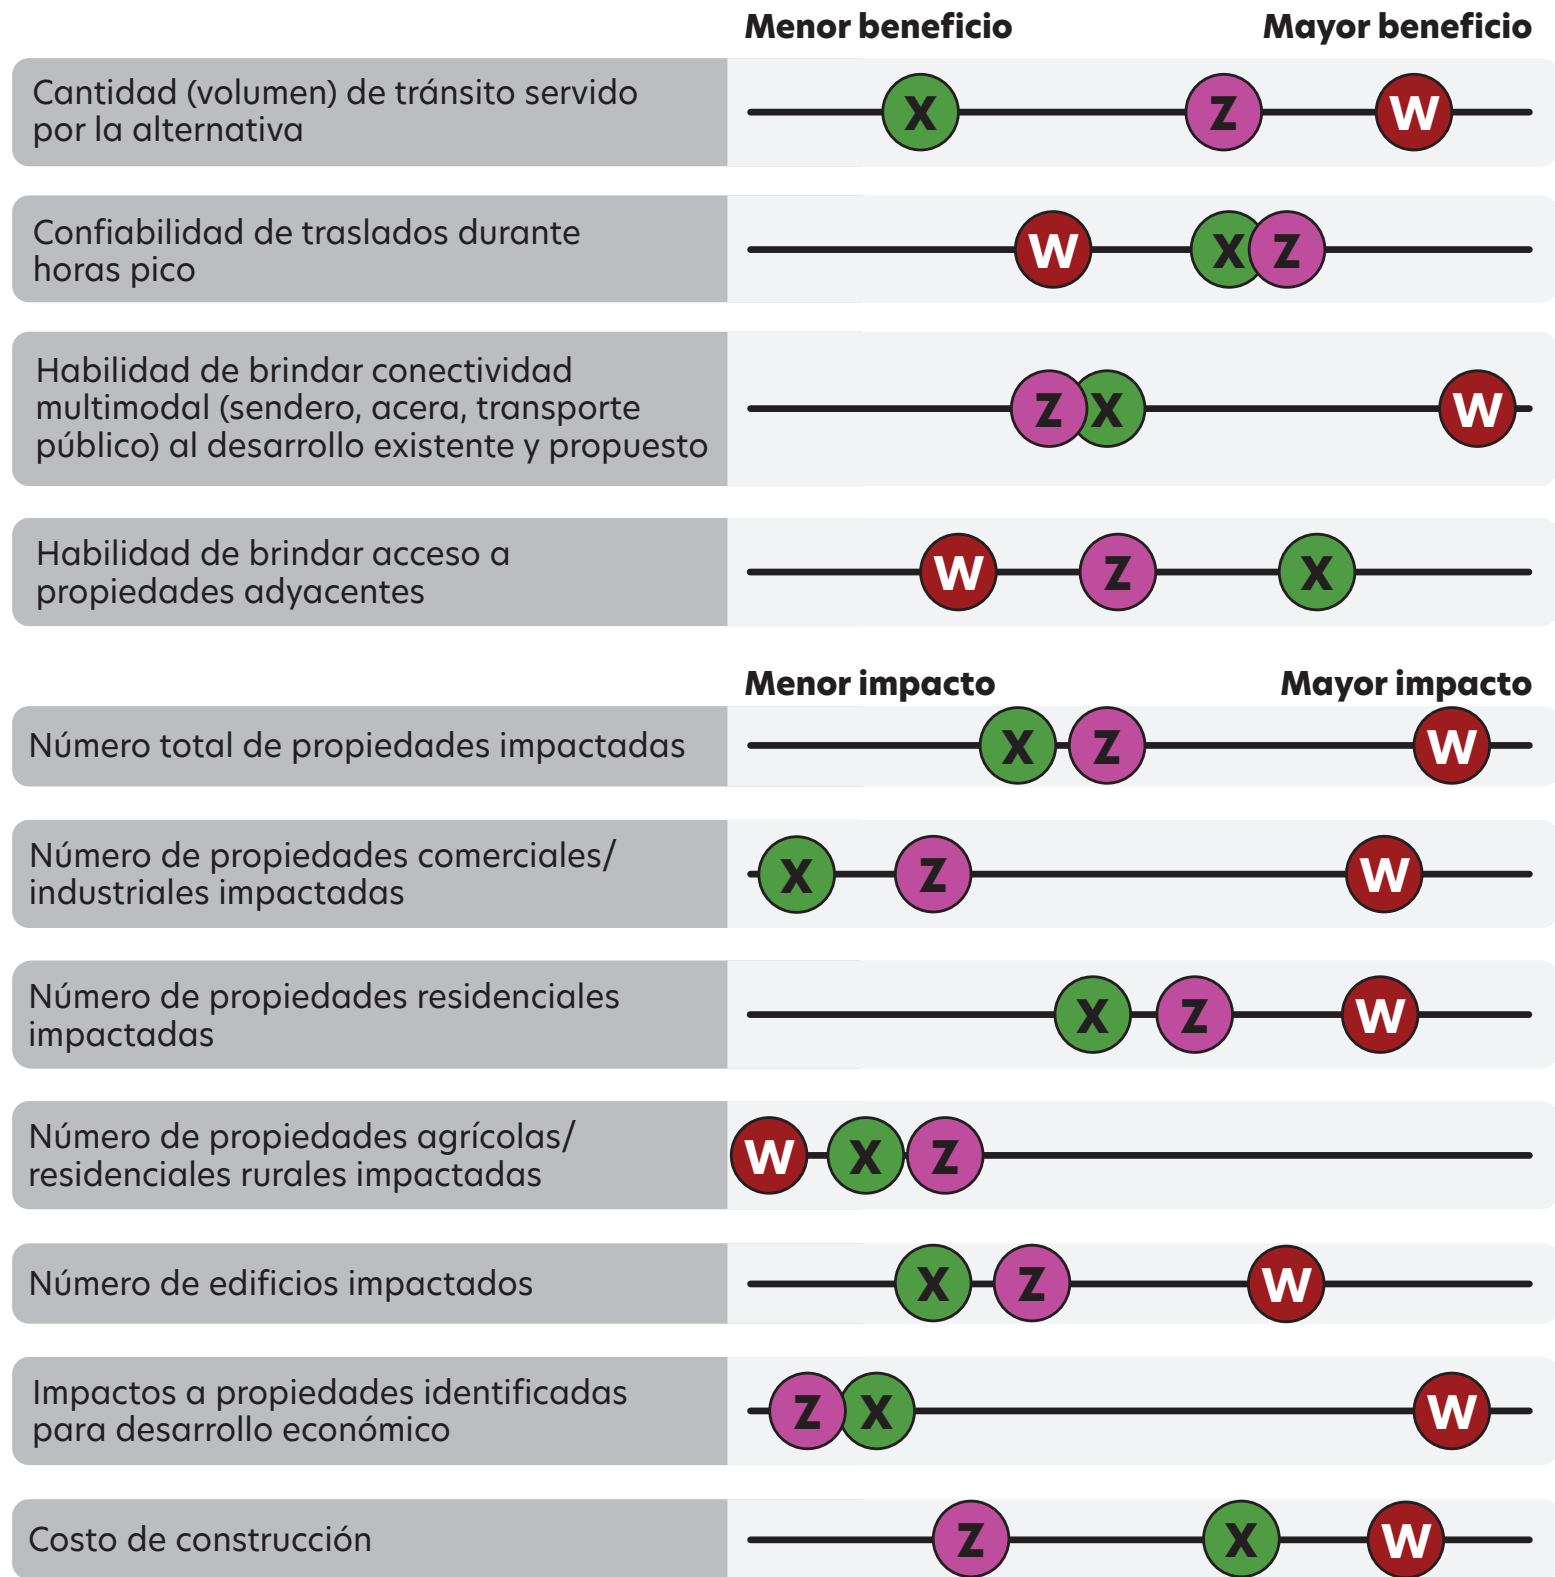 Menor beneficio Mayor beneficio
Cantidad (volumen) de tránsito servido
por la alternativa
X Z W
Confiabilidad de traslados durante
horas pico
W X Z
Habilidad de brindar conectividad
multimodal (sendero, acera, transporte
público) al desarrollo existente y propuesto
Z X W
Habilidad de brindar acceso a
propiedades adyacentes
W Z X
Menor impacto Mayor impacto
Número total de propiedades impactadas
X Z W
Número de propiedades comerciales/
industriales impactadas
X Z W
Número de propiedades residenciales
impactadas
X Z W
Número de propiedades agrícolas/
residenciales rurales impactadas
W X Z
Número de edificios impactados
X Z W
Impactos a propiedades identificadas
para desarrollo económico
Z X W
Costo de construcción
Z X W